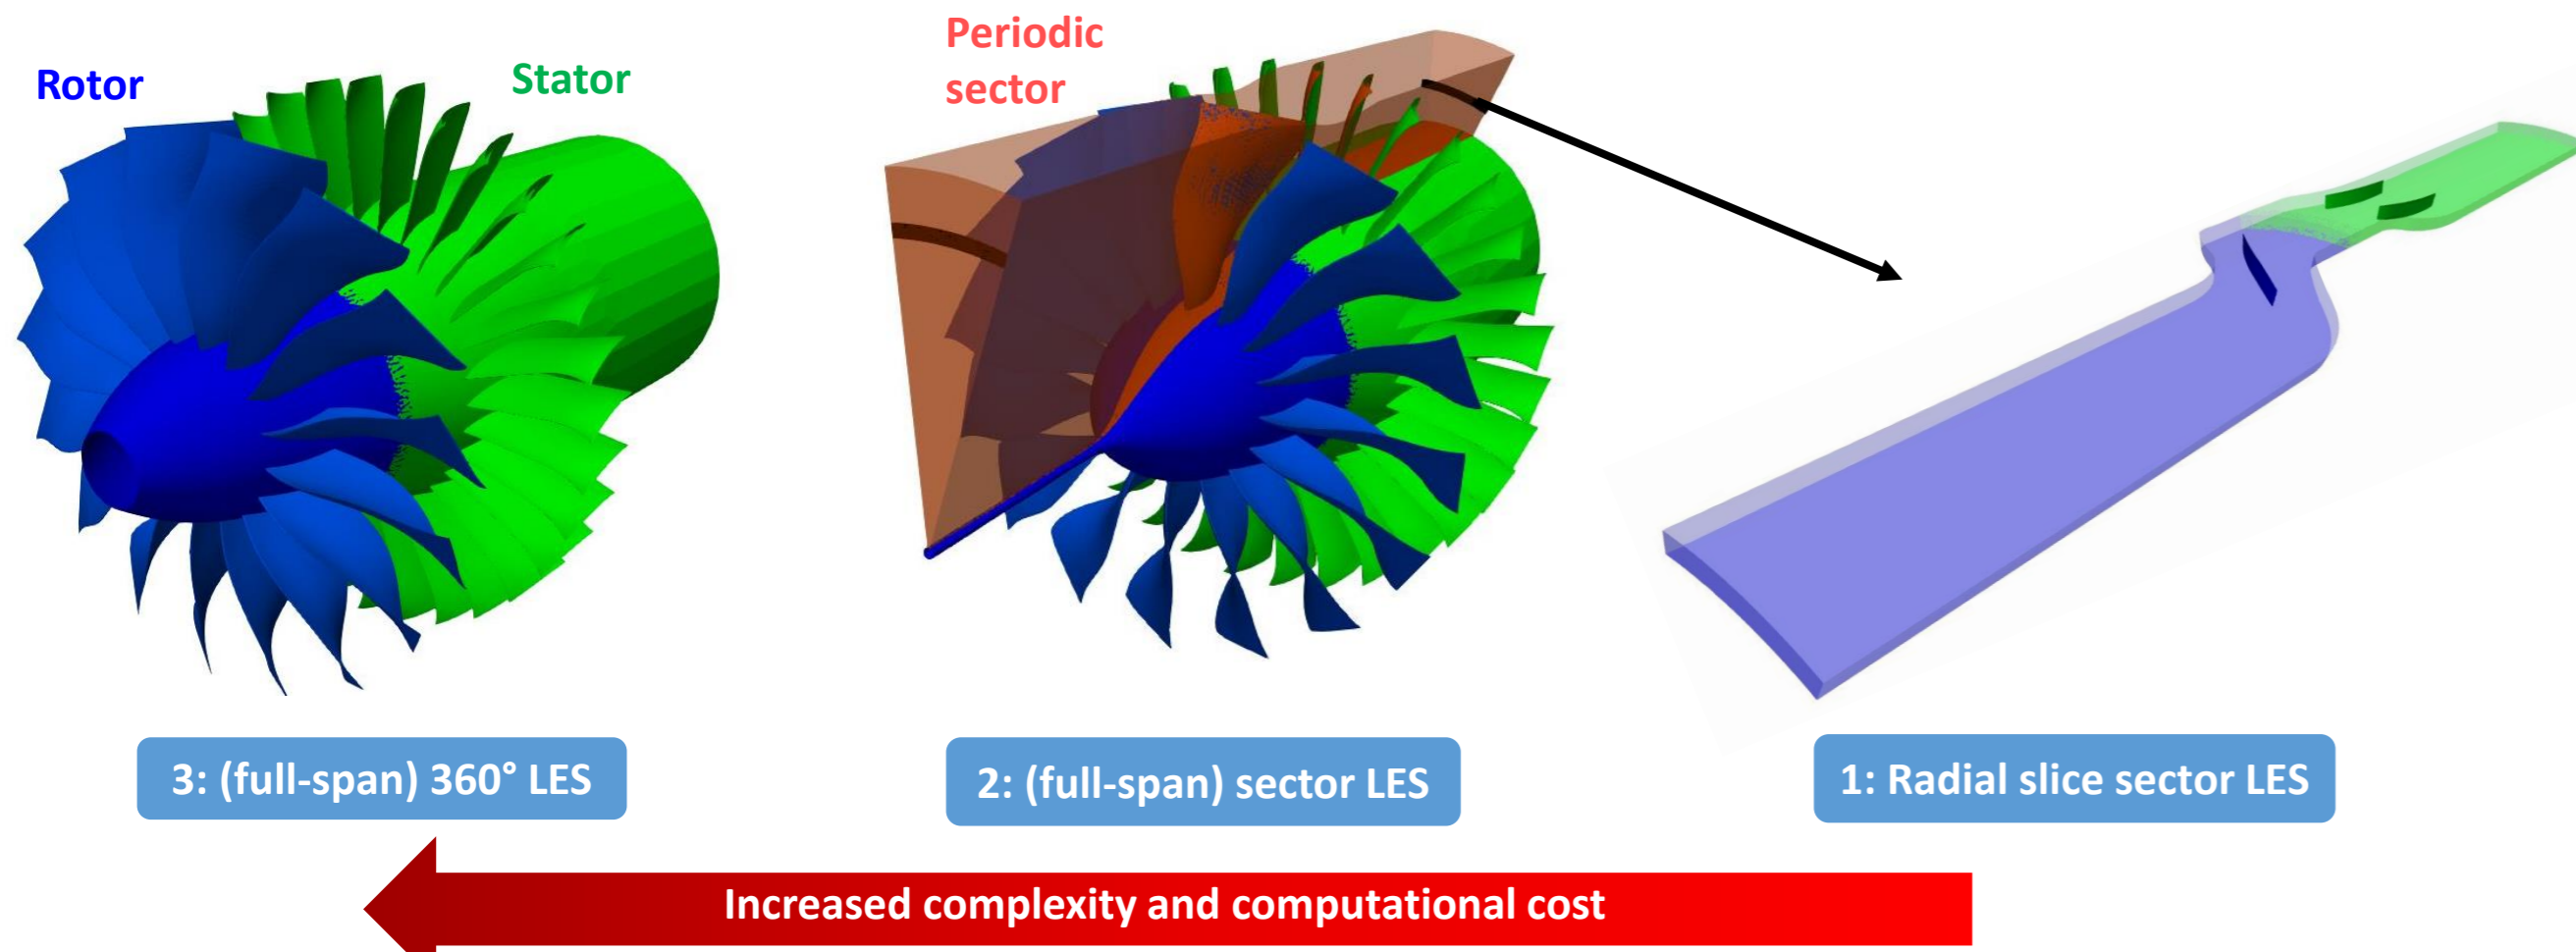 Rotor
Stator
Periodic
sector
3: (full-span) 360° LES
2: (full-span) sector LES
1: Radial slice sector LES
Increased complexity and computational cost